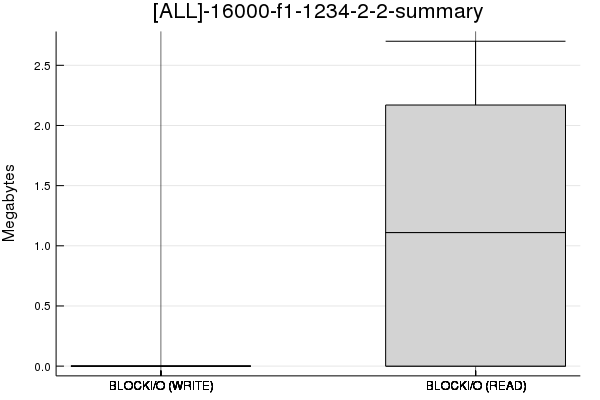 [ALL]-16000-f1-1234-2-2-summary
Megabytes
2.5
2.0
1.5
1.0
0.5
0.0
BLOCKI/O (WRITE)
BLOCKI/O (READ)